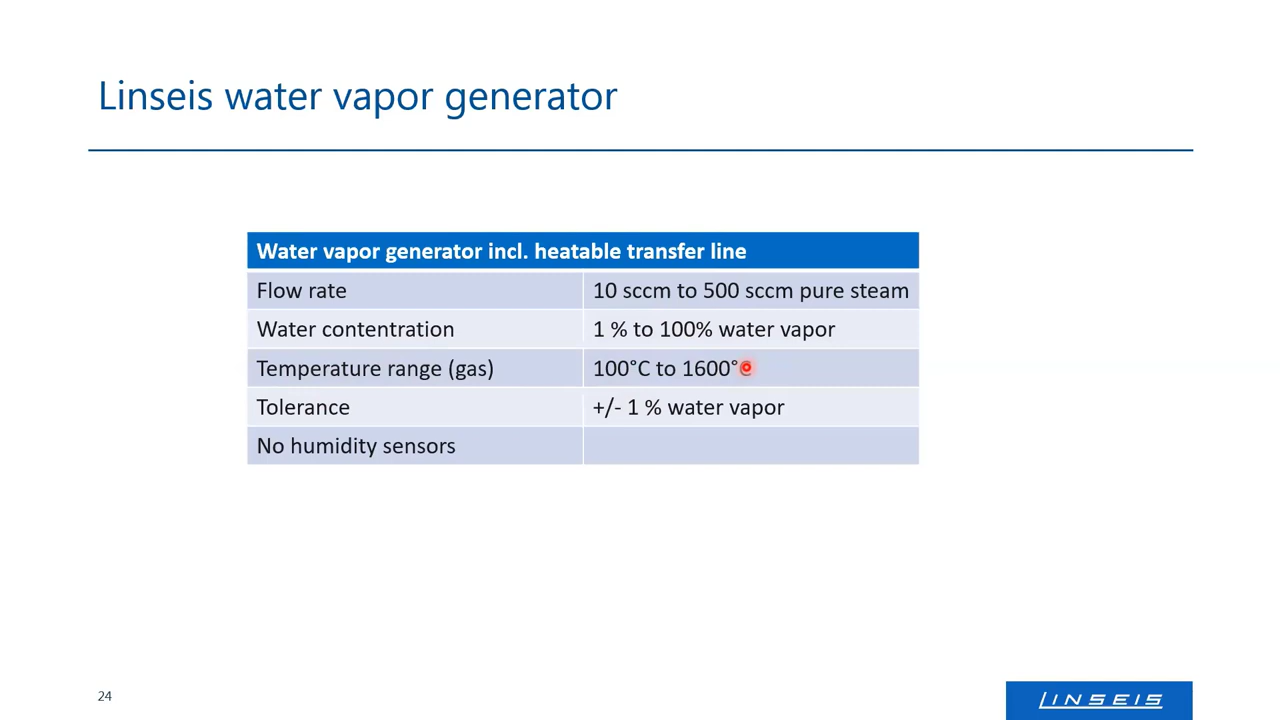 Linseis water vapor generator
Water vapor generator incl. heatable transfer line
Flow rate 10 sccm to 500 sccm pure steam
Water contentration 1 % to 100% water vapor
Temperature range (gas) 100°C to 1600°C
Tolerance +/- 1 % water vapor
No humidity sensors
24
LINSEIS